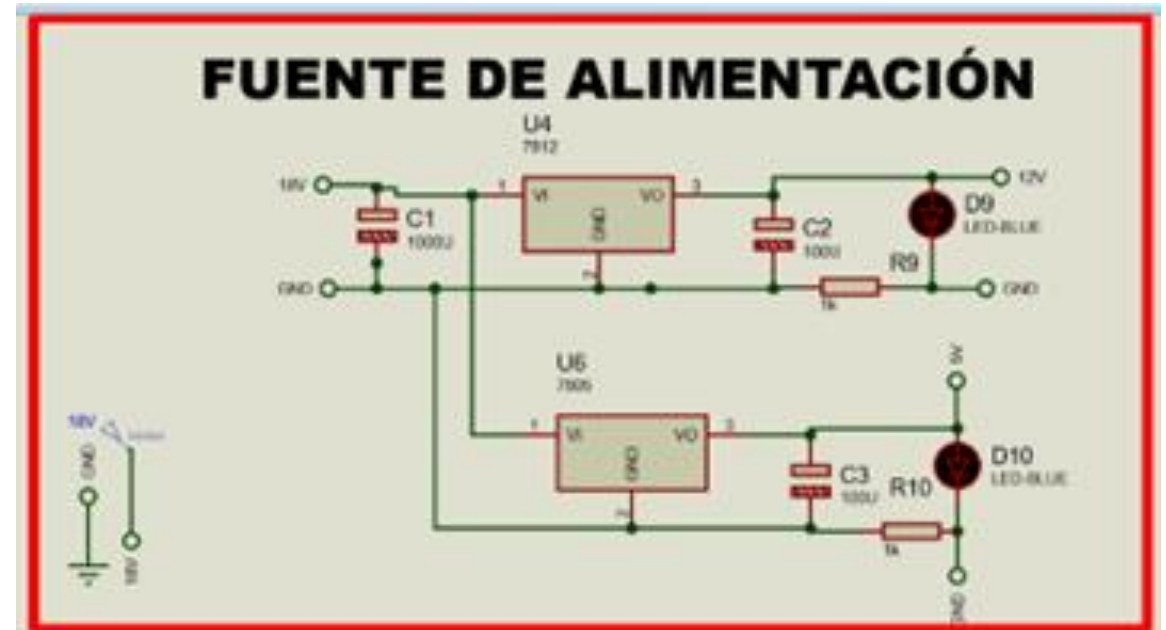 FUENTE DE ALIMENTACIÓN
U4
7812
18V
1
VI
VO
3
12V
GND
C1
1000U
C2
100U
D9
LED-BLUE
2
R9
GND
1k
GND
5V
U6
7805
1
VI
VO
3
GND
18V
GND
D10
LED-BLUE
C3
100U
R10
2
1k
18V
GND